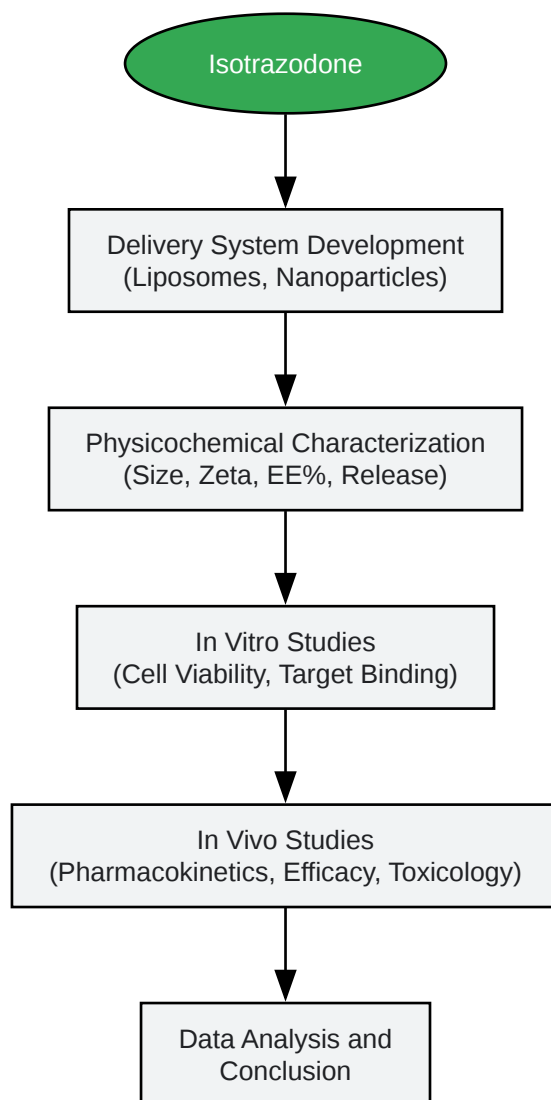 Isotrazodone
Delivery System Development
(Liposomes, Nanoparticles)
Physicochemical Characterization
(Size, Zeta, EE%, Release)
In Vitro Studies
(Cell Viability, Target Binding)
In Vivo Studies
(Pharmacokinetics, Efficacy, Toxicology)
Data Analysis and
Conclusion